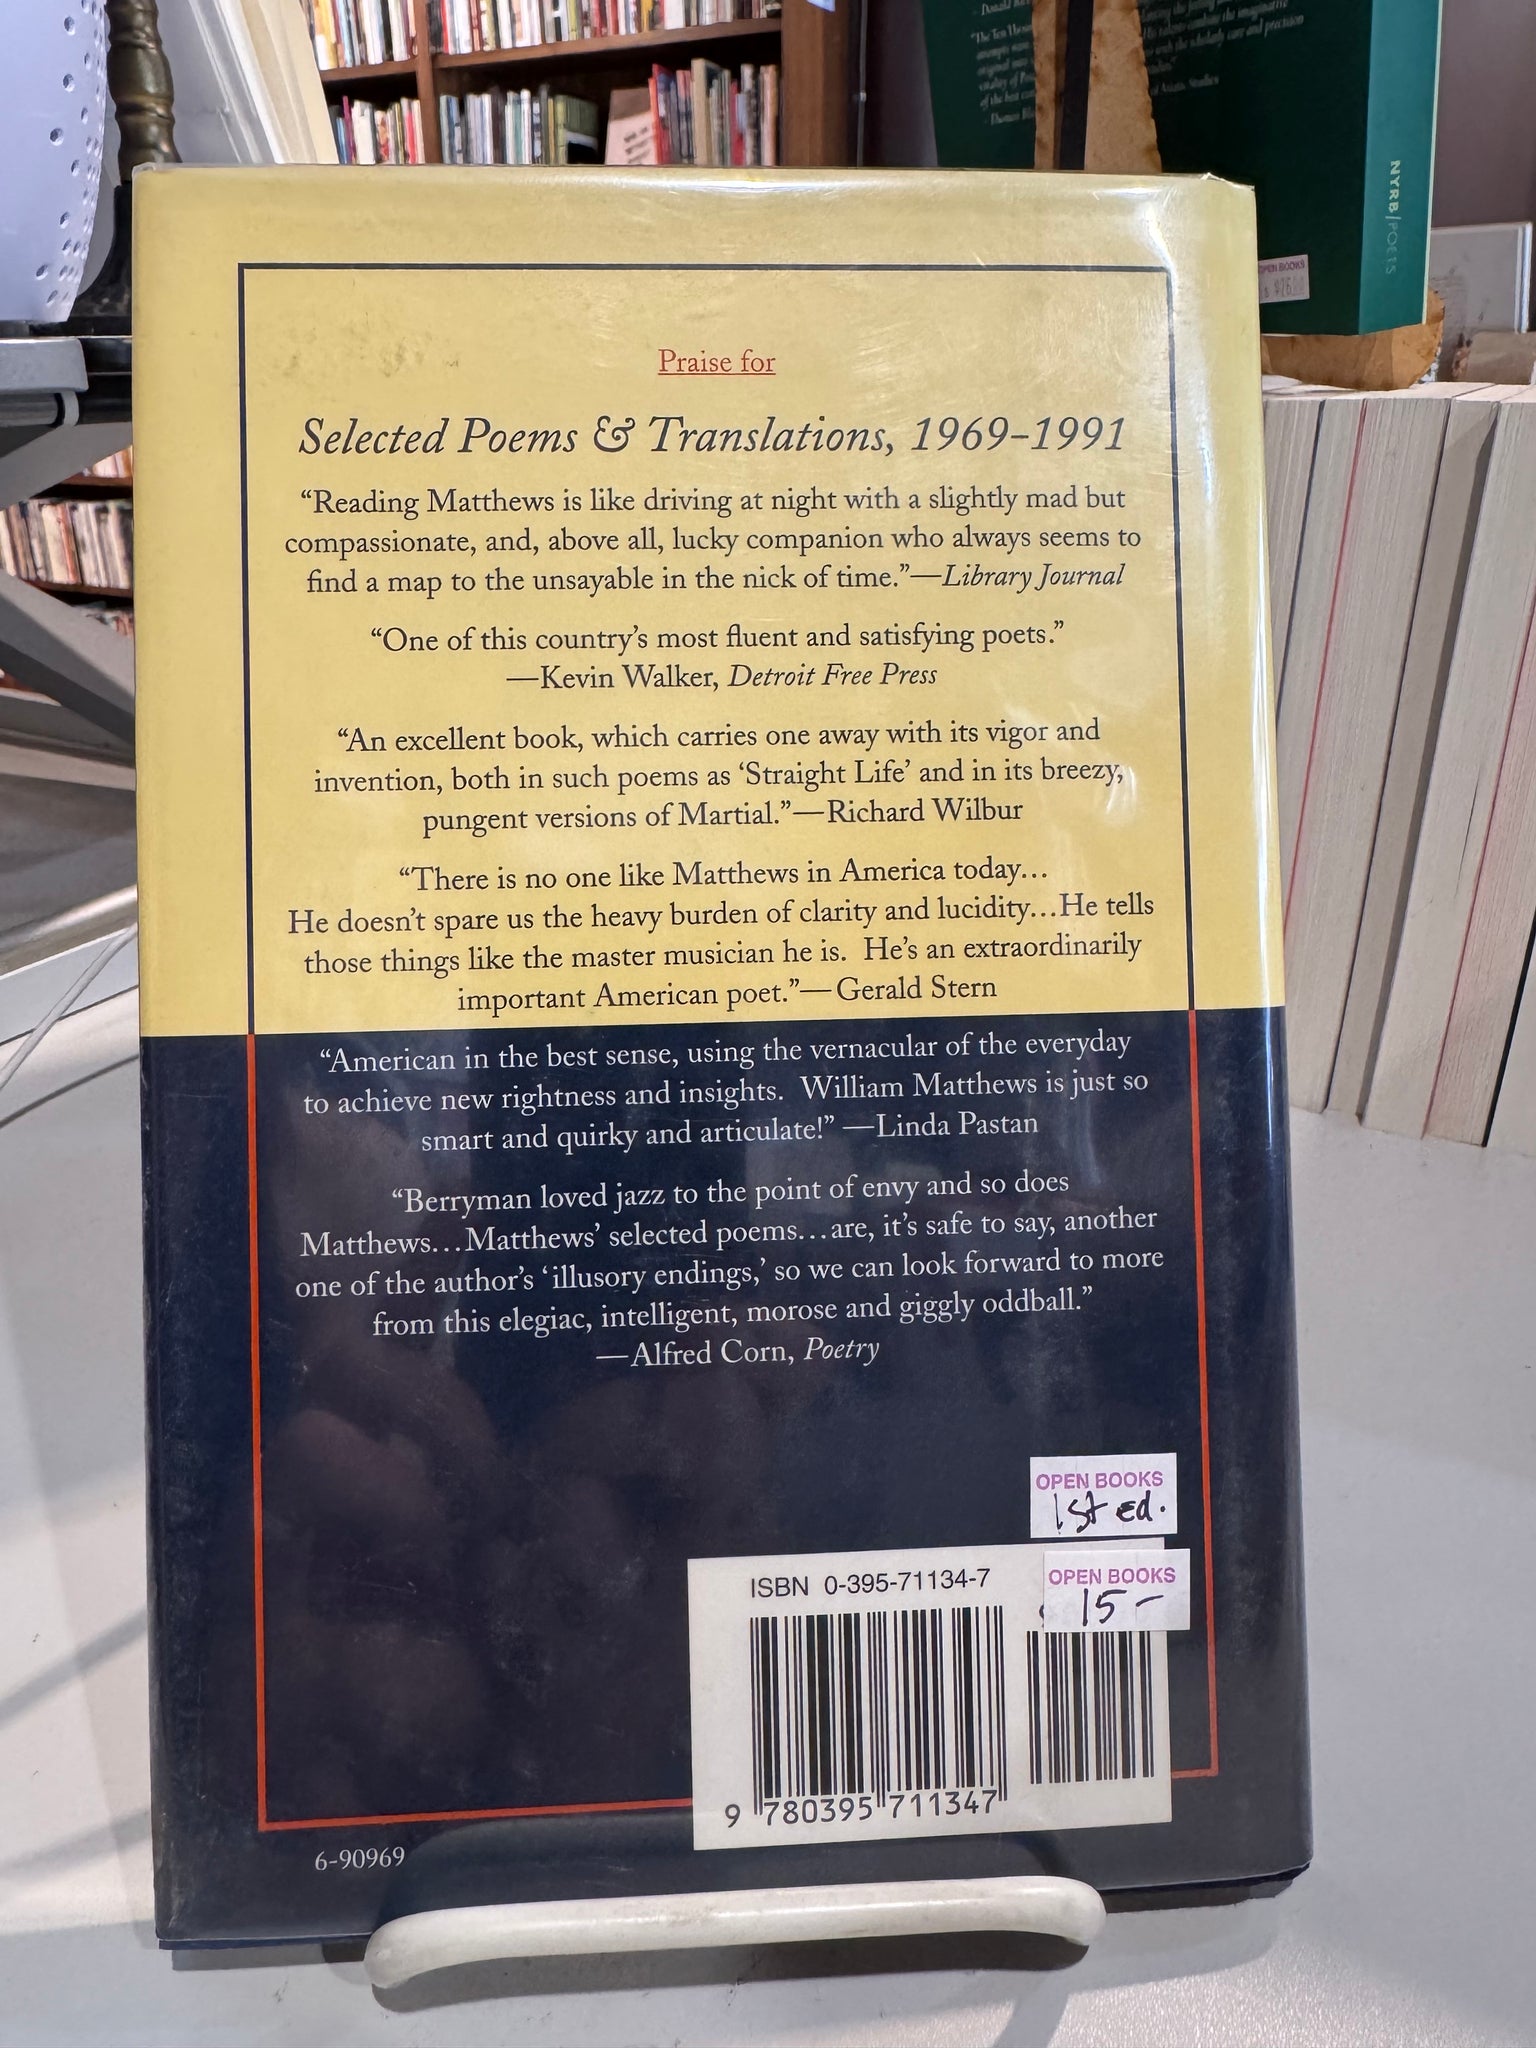 Praise for
Selected Poems & Translations, 1969–1991
“Reading Matthews is like driving at night with a slightly mad but
compassionate, and, above all, lucky companion who always seems to
find a map to the unsayable in the nick of time.”—Library Journal
“One of this country’s most fluent and satisfying poets.”
—Kevin Walker, Detroit Free Press
“An excellent book, which carries one away with its vigor and
invention, both in such poems as ‘Straight Life’ and in its breezy,
pungent versions of Martial.”—Richard Wilbur
“There is no one like Matthews in America today…
He doesn’t spare us the heavy burden of clarity and lucidity…He tells
those things like the master musician he is. He’s an extraordinarily
important American poet.”—Gerald Stern
“American in the best sense, using the vernacular of the everyday
to achieve new rightness and insights. William Matthews is just so
smart and quirky and articulate!” —Linda Pastan
“Berryman loved jazz to the point of envy and so does
Matthews…Matthews’ selected poems…are, it’s safe to say, another
one of the author’s ‘illusory endings,’ so we can look forward to more
from this elegiac, intelligent, morose and giggly oddball.”
—Alfred Corn, Poetry
OPEN BOOKS
1st ed.
ISBN 0-395-71134-7
OPEN BOOKS
15–
9 780395 711347
6-90969
NYRB/POETS
OPEN BOOKS